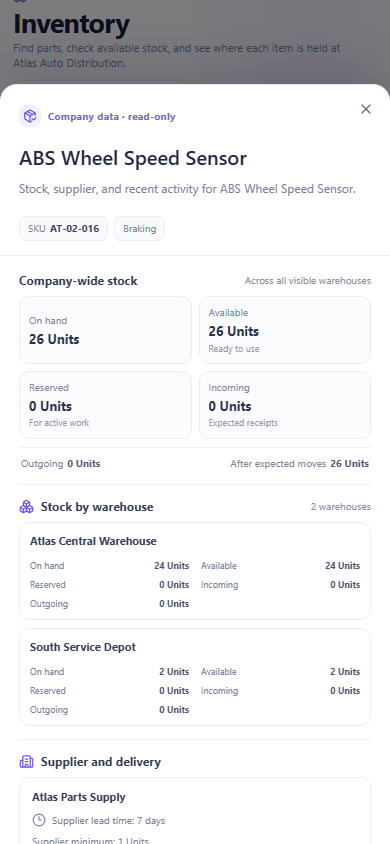 Inventory
Find parts, check available stock, and see where each item is held at
Atlas Auto Distribution.
Company data • read-only
ABS Wheel Speed Sensor
Stock, supplier, and recent activity for ABS Wheel Speed Sensor.
SKU AT-02-016 Braking
Company-wide stock Across all visible warehouses
On hand
26 Units
Available
26 Units
Ready to use
Reserved
0 Units
For active work
Incoming
0 Units
Expected receipts
Outgoing 0 Units After expected moves 26 Units
Stock by warehouse 2 warehouses
Atlas Central Warehouse
On hand 24 Units Available 24 Units
Reserved 0 Units Incoming 0 Units
Outgoing 0 Units
South Service Depot
On hand 2 Units Available 2 Units
Reserved 0 Units Incoming 0 Units
Outgoing 0 Units
Supplier and delivery
Atlas Parts Supply
Supplier lead time: 7 days
Supplier minimum: 1 Units